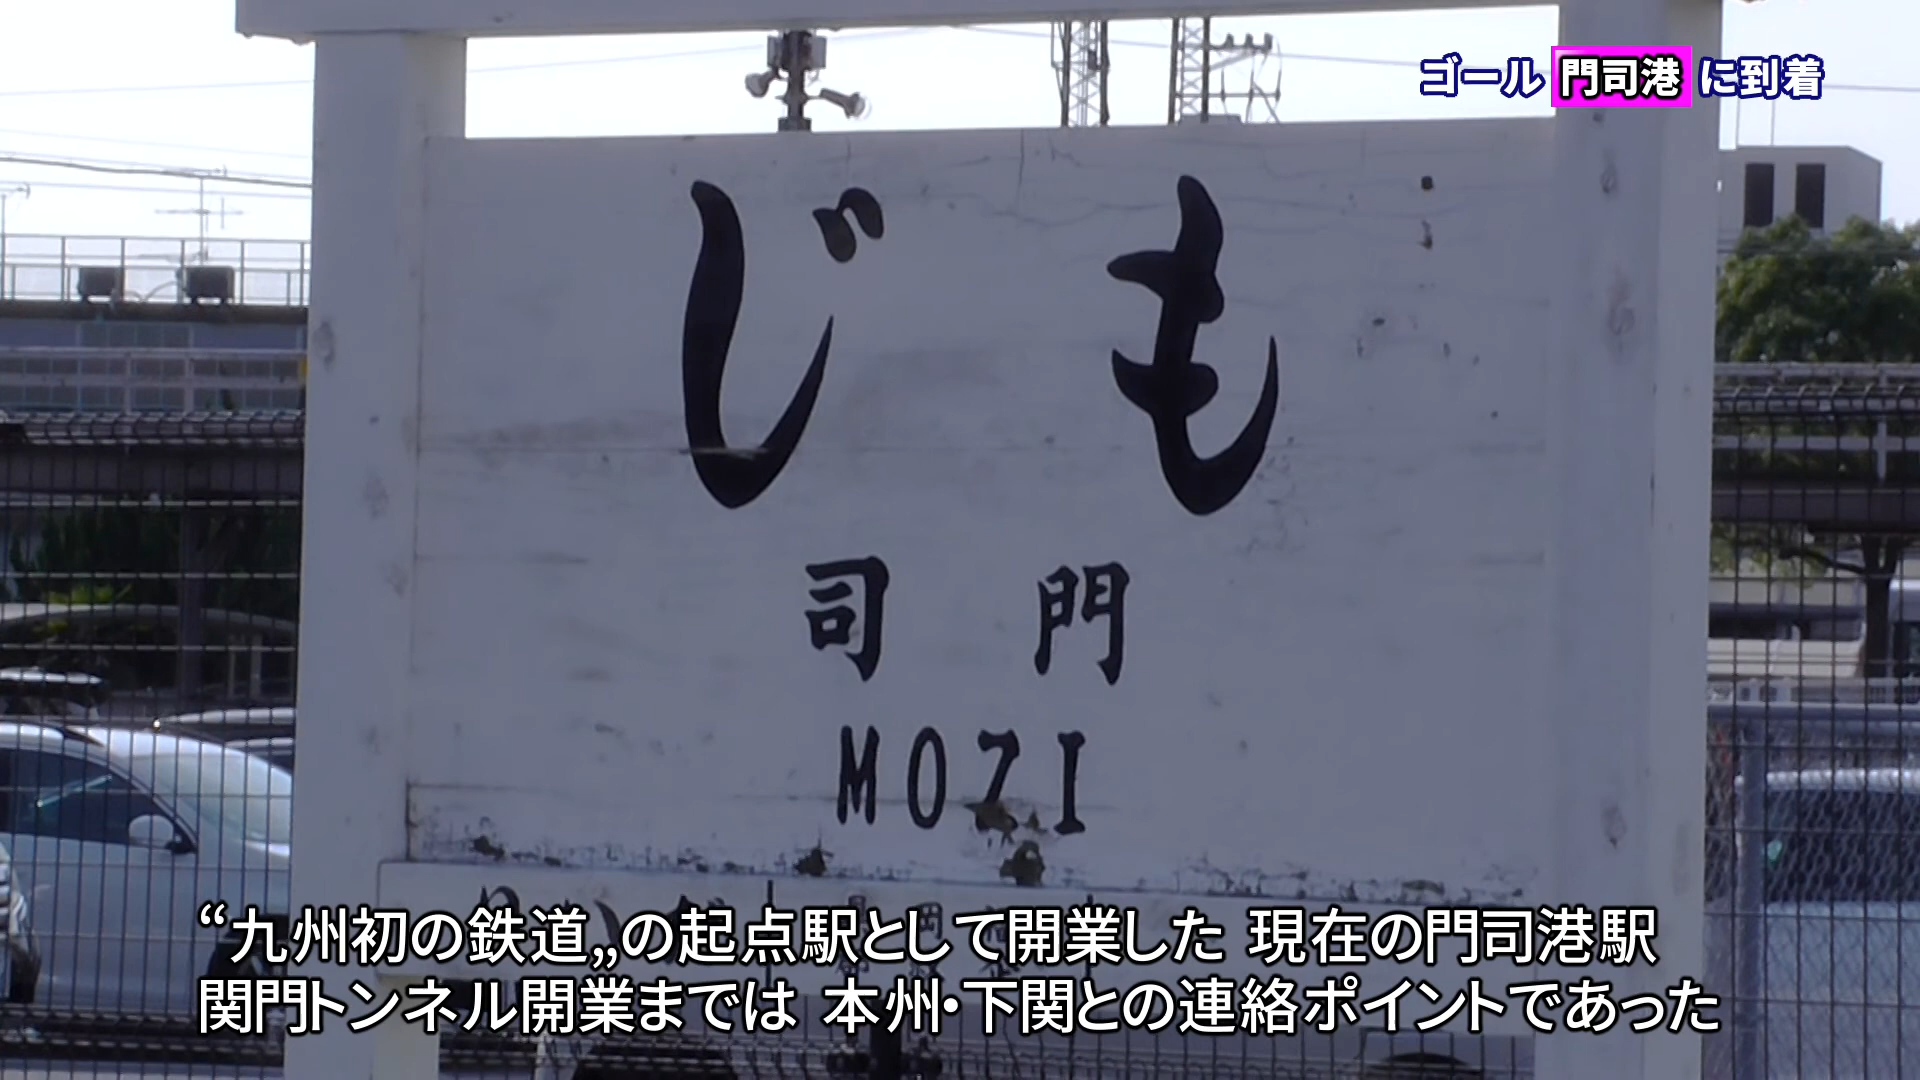 ゴール 門司港 に到着
じも
司門
MOZI
“九州初の鉄道„の起点駅として開業した 現在の門司港駅
関門トンネル開業までは 本州・下関との連絡ポイントであった